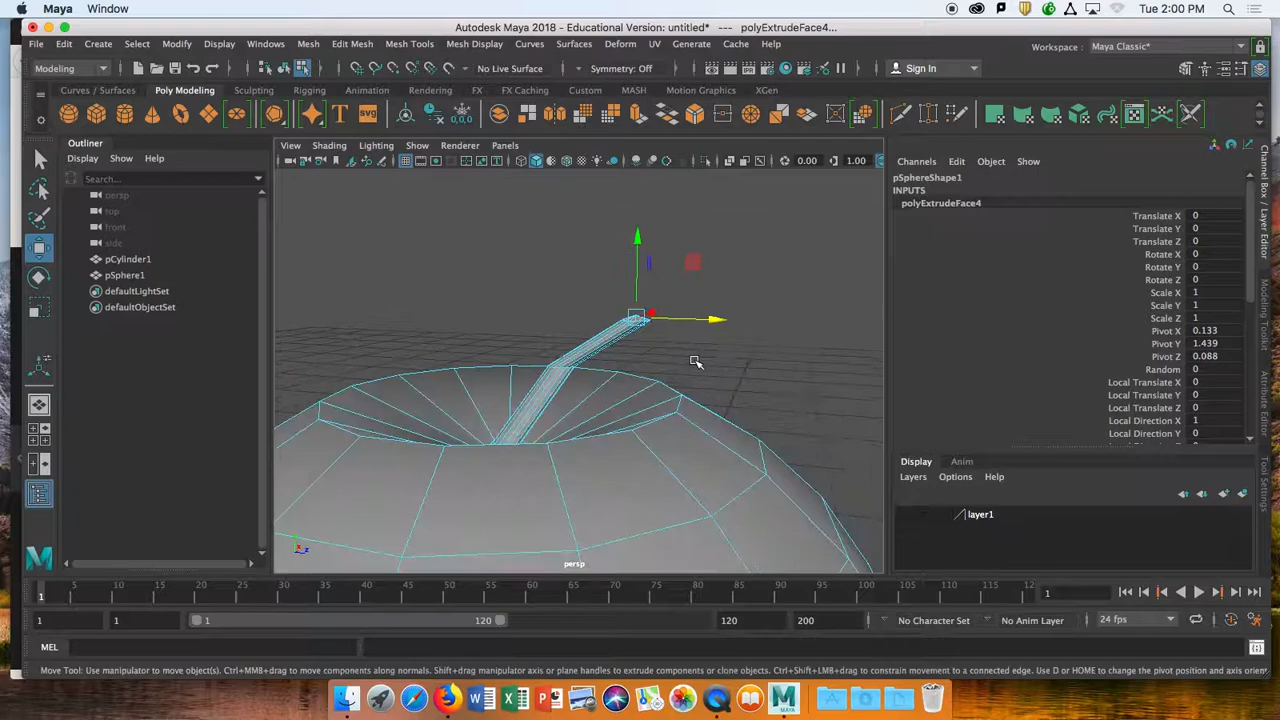 Maya Window Tue 2:00 PM
Autodesk Maya 2018 - Educational Version: untitled* --- polyExtrudeFace4...
File Edit Create Select Modify Display Windows Mesh Edit Mesh Mesh Tools Mesh Display Curves Surfaces Deform UV Generate Cache Help Workspace : Maya Classic*
Modeling No Live Surface Symmetry: Off Sign In
Curves / Surfaces Poly Modeling Sculpting Rigging Animation Rendering FX FX Caching Custom MASH Motion Graphics XGen
Outliner
Display Show Help
Search...
persp
top
front
side
pCylinder1
pSphere1
defaultLightSet
defaultObjectSet
View Shading Lighting Show Renderer Panels
0.00 1.00
persp
Channels Edit Object Show
pSphereShape1
INPUTS
polyExtrudeFace4
Translate X 0
Translate Y 0
Translate Z 0
Rotate X 0
Rotate Y 0
Rotate Z 0
Scale X 1
Scale Y 1
Scale Z 1
Pivot X 0.133
Pivot Y 1.439
Pivot Z 0.088
Random 0
Local Translate X 0
Local Translate Y 0
Local Translate Z 0
Local Direction X 1
Local Direction Y 0
Display Anim
Layers Options Help
layer1
Channel Box / Layer Editor
Modeling Toolkit
Attribute Editor
Tool Settings
1 5 10 15 20 25 30 35 40 45 50 55 60 65 70 75 80 85 90 95 100 105 110 115 12 1
1 1 1 120 120 200 No Character Set No Anim Layer 24 fps
MEL
Move Tool: Use manipulator to move object(s). Ctrl+MMB+drag to move components along normals. Shift+drag manipulator axis or plane handles to extrude components or clone objects. Ctrl+Shift+LMB+drag to constrain movement to a connected edge. Use D or HOME to change the pivot position and axis orient